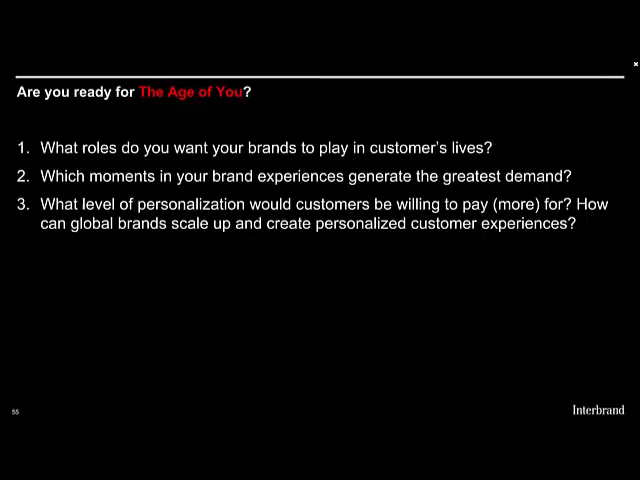 Are you ready for The Age of You?
1. What roles do you want your brands to play in customer's lives?
2. Which moments in your brand experiences generate the greatest demand?
3. What level of personalization would customers be willing to pay (more) for? How
can global brands scale up and create personalized customer experiences?
55
Interbrand